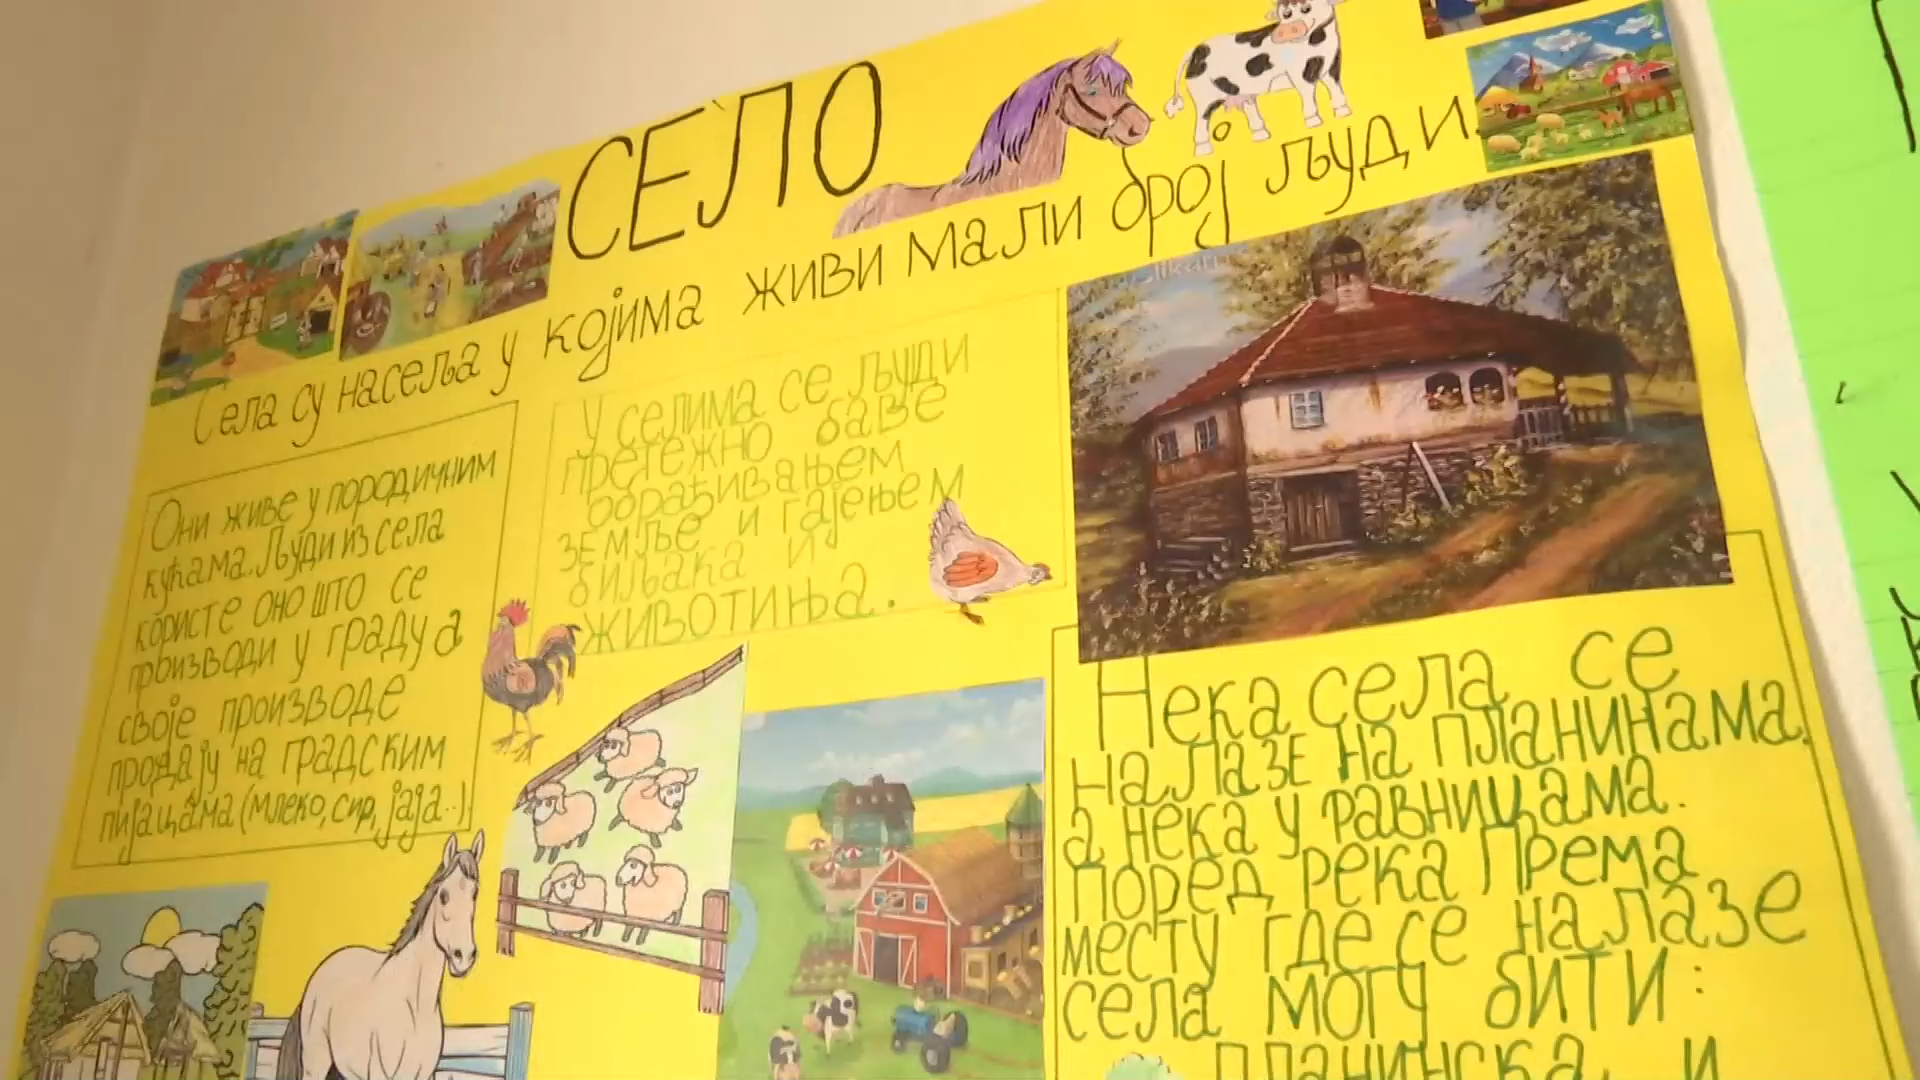 СЕЛО
Села су насеља у којима живи мали број људи.
Они живе у породичним
кућама. Људи из села
користе оно што се
производи у граду а
своје производе
продају на градским
пијацама (млеко, сир, јаја..)
У селима се људи
претежно баве
обрађивањем
земље и гајењем
биљака и
животиња.
Нека села се
налазе на планинама,
а нека у равницама.
поред река Према
месту где се налазе
села могу бити:
планинска и